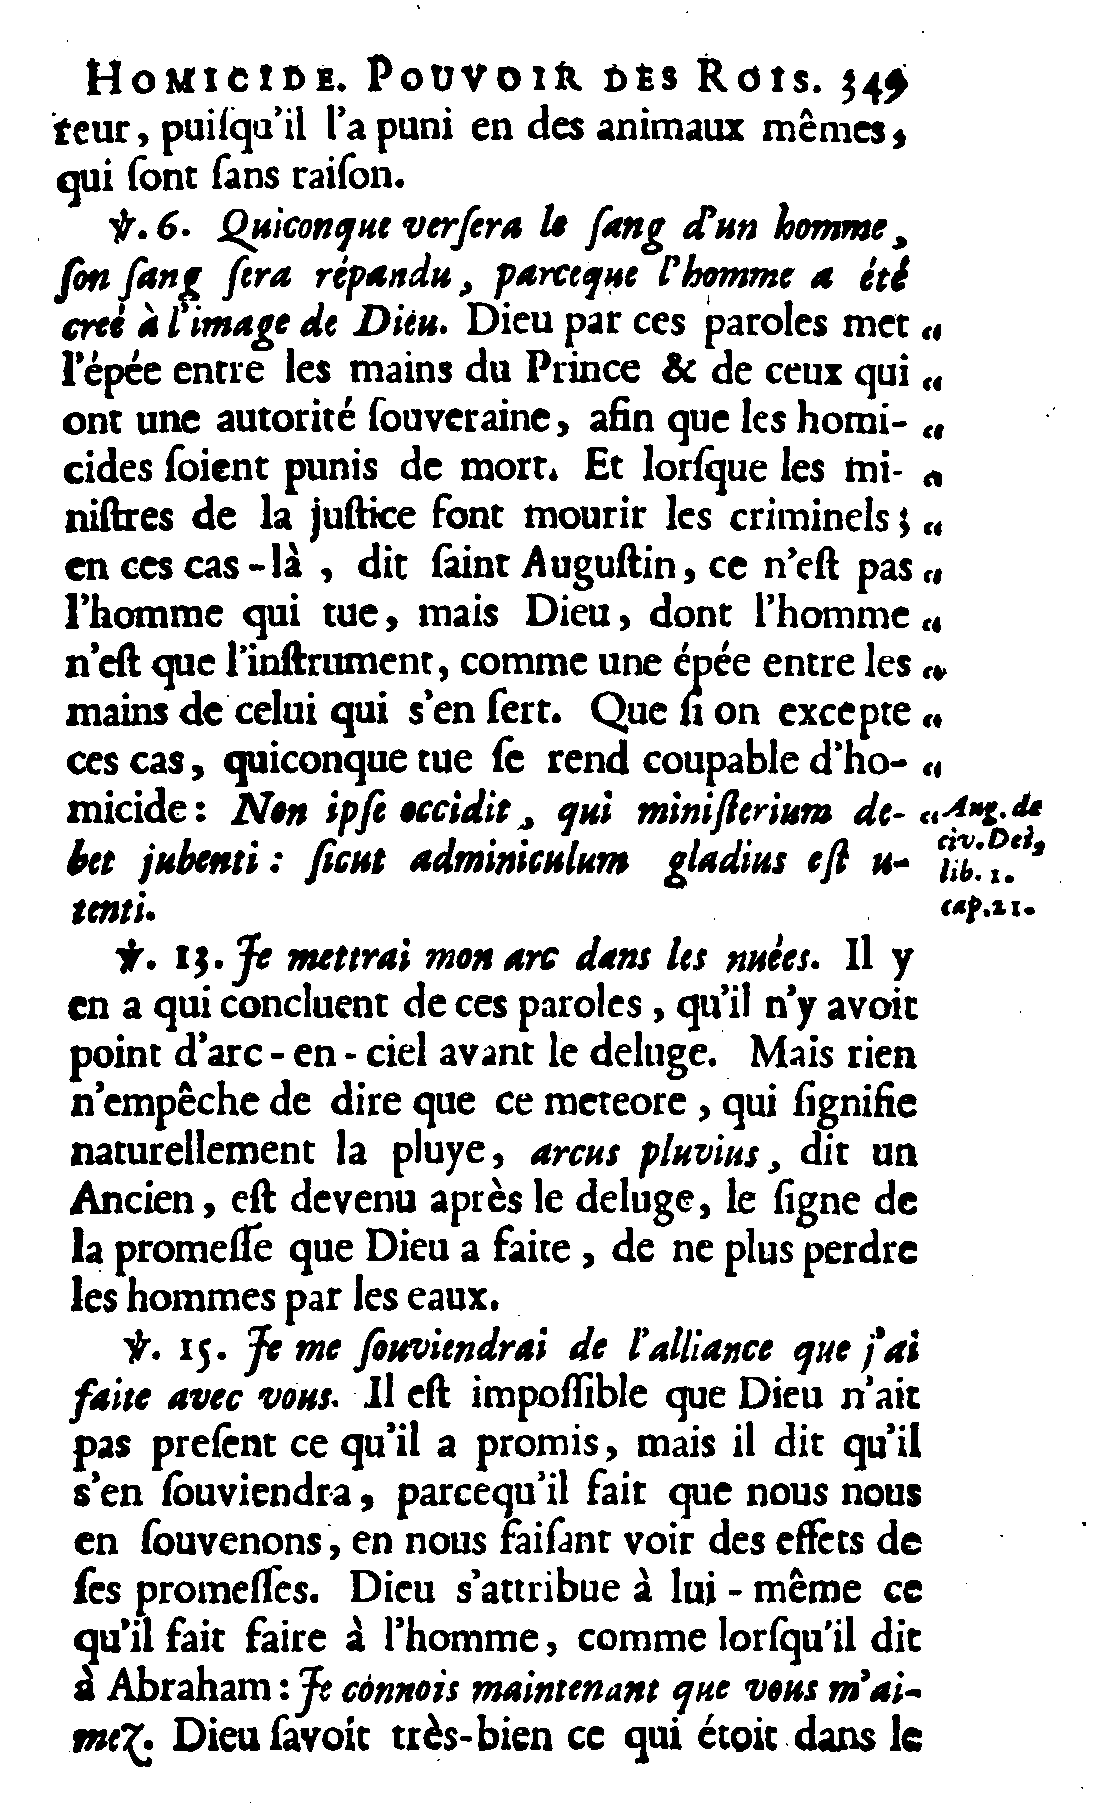 HOMICIDE. POUVOIR DES ROIS. 349
teur, puiſqu'il l'a puni en des animaux mêmes,
qui ſont ſans raiſon.
℣. 6. Quiconque verſera le ſang d'un homme,
ſon ſang ſera répandu, parceque l'homme a été
creé à l'image de Dieu. Dieu par ces paroles met „
l'épée entre les mains du Prince & de ceux qui „
ont une autorité ſouveraine, afin que les homi- „
cides ſoient punis de mort. Et lorſque les mi- „
niſtres de la juſtice font mourir les criminels; „
en ces cas-là, dit ſaint Auguſtin, ce n'eſt pas „
l'homme qui tue, mais Dieu, dont l'homme „
n'eſt que l'inſtrument, comme une épée entre les „
mains de celui qui s'en ſert. Que ſi on excepte „
ces cas, quiconque tue ſe rend coupable d'ho- „
micide: Non ipſe occidit, qui miniſterium de- „
bet jubenti: ſicut adminiculum gladius eſt u-
tenti.
Aug. de
civ. Dei,
lib. 1.
cap. 21.
℣. 13. Je mettrai mon arc dans les nuées. Il y
en a qui concluent de ces paroles, qu'il n'y avoit
point d'arc-en-ciel avant le deluge. Mais rien
n'empêche de dire que ce meteore, qui ſignifie
naturellement la pluye, arcus pluvius, dit un
Ancien, eſt devenu après le deluge, le ſigne de
la promeſſe que Dieu a faite, de ne plus perdre
les hommes par les eaux.
℣. 15. Je me ſouviendrai de l'alliance que j'ai
faite avec vous. Il eſt impoſſible que Dieu n'ait
pas preſent ce qu'il a promis, mais il dit qu'il
s'en ſouviendra, parcequ'il fait que nous nous
en ſouvenons, en nous faiſant voir des effets de
ſes promeſſes. Dieu s'attribue à lui-même ce
qu'il fait faire à l'homme, comme lorſqu'il dit
à Abraham: Je connois maintenant que vous m'ai-
mez. Dieu ſavoit très-bien ce qui étoit dans le